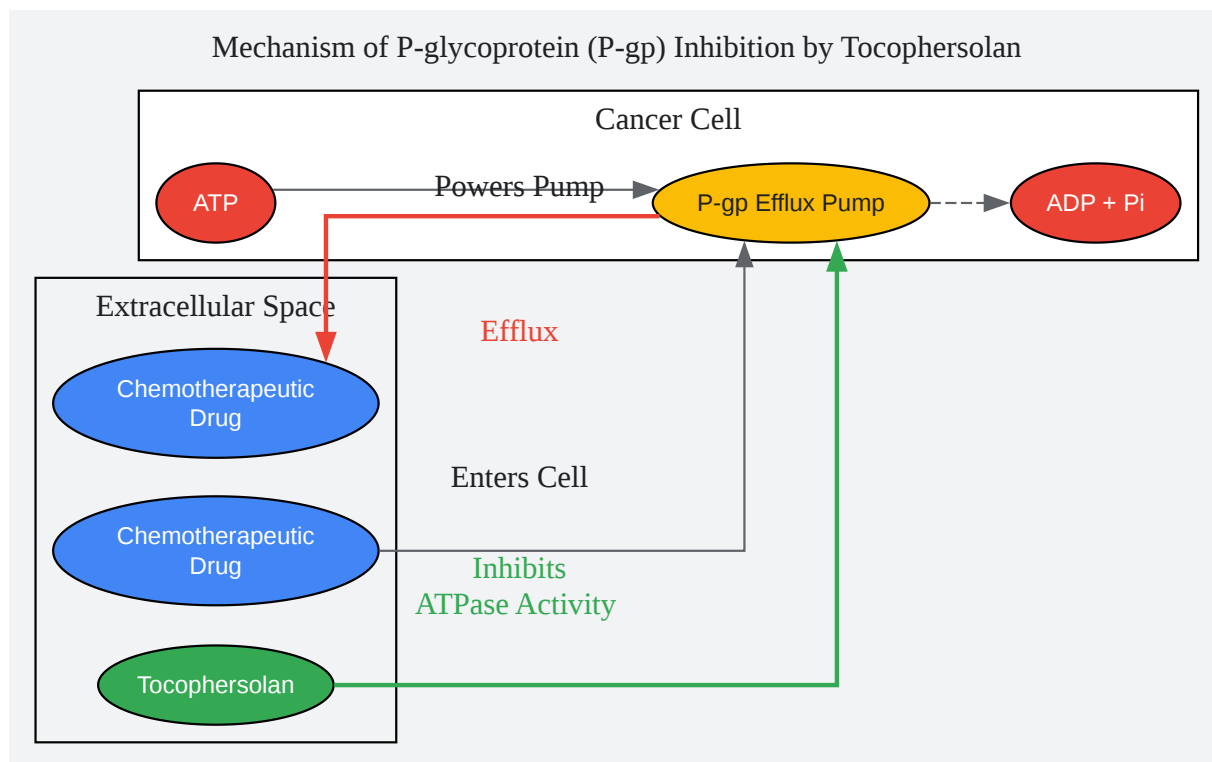 Mechanism of P-glycoprotein (P-gp) Inhibition by Tocophersolan
Cancer Cell
ATP
Powers Pump
P-gp Efflux Pump
ADP + Pi
Extracellular Space
Efflux
Chemotherapeutic
Drug
Enters Cell
Chemotherapeutic
Drug
Inhibits
ATPase Activity
Tocophersolan